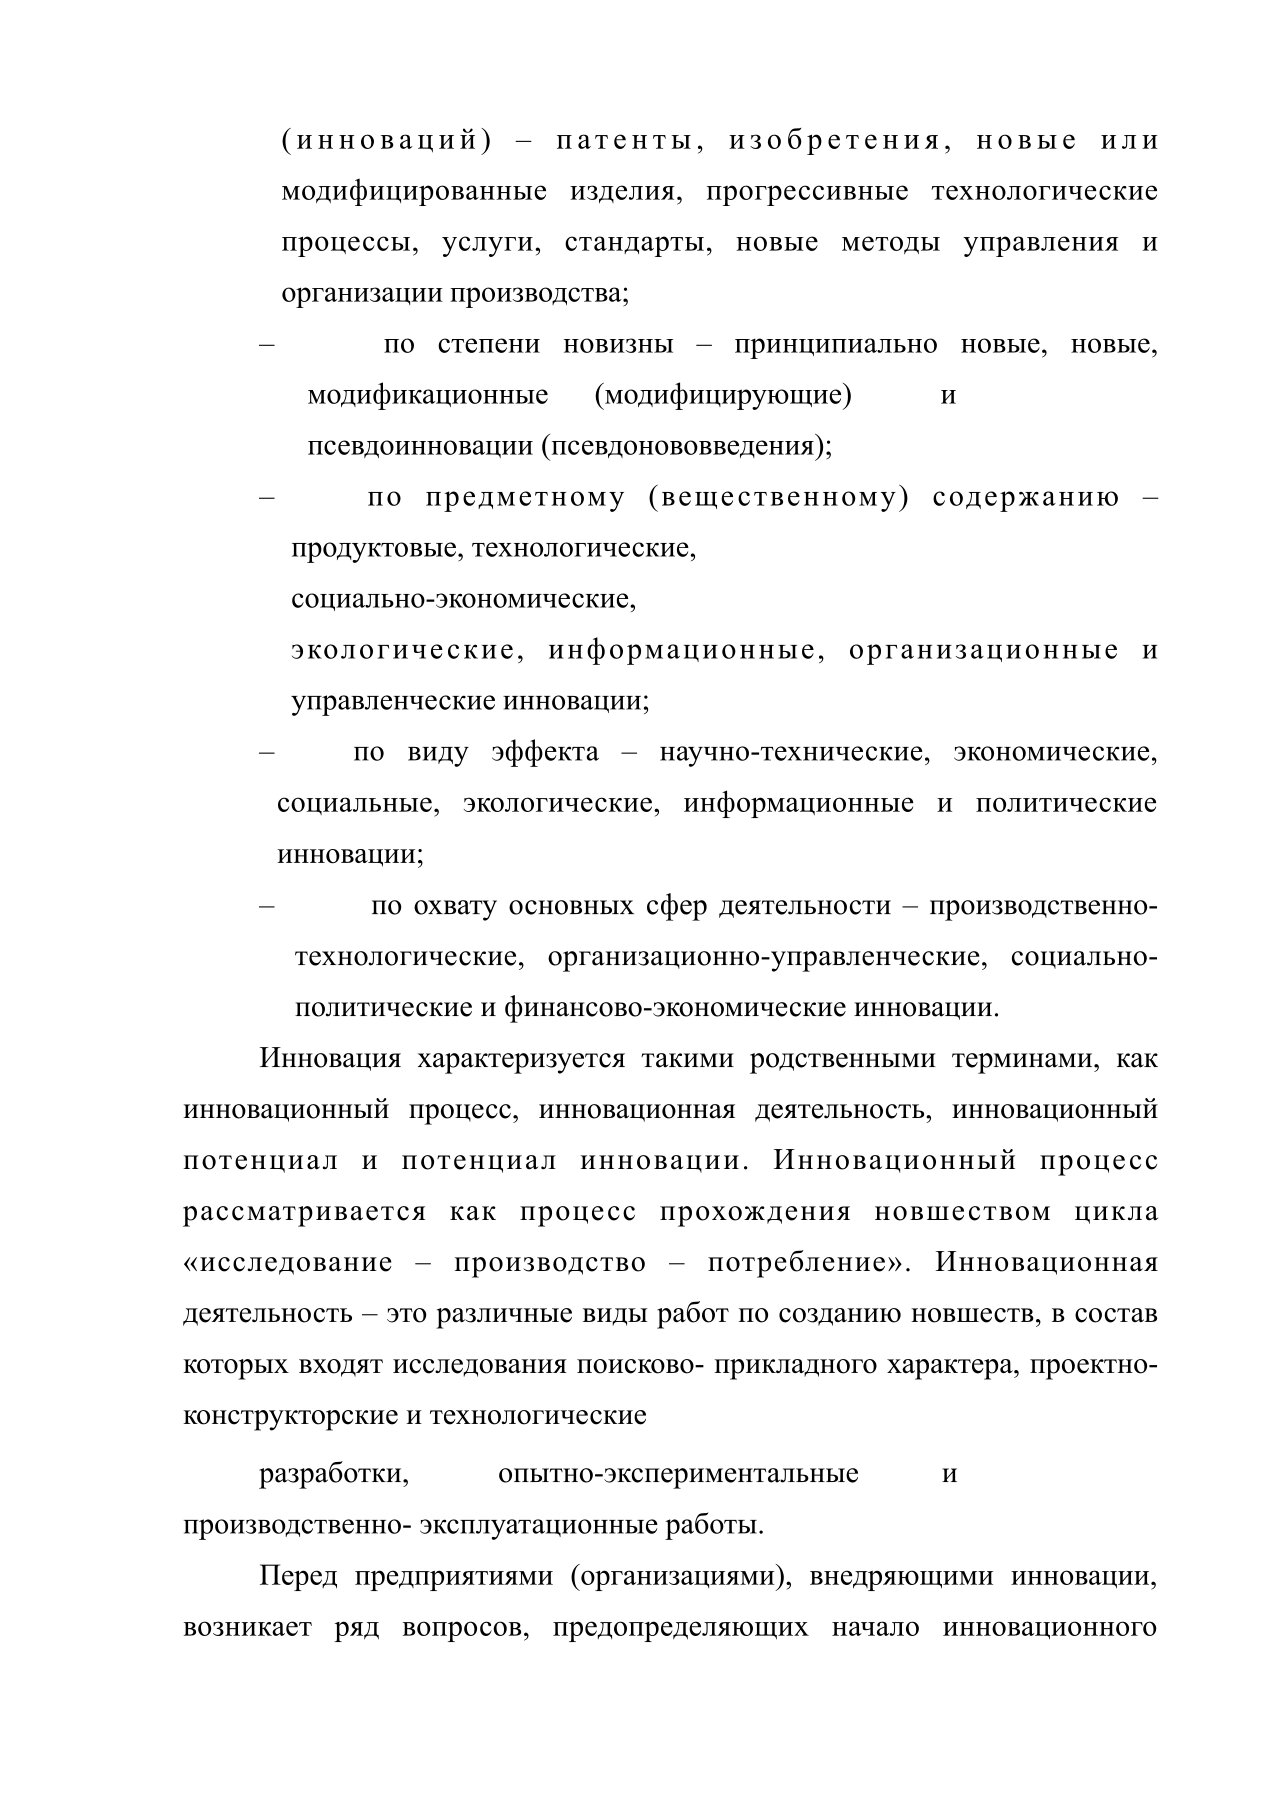 (инноваций) – патенты, изобретения, новые или
модифицированные изделия, прогрессивные технологические
процессы, услуги, стандарты, новые методы управления и
организации производства;
– по степени новизны – принципиально новые, новые,
модификационные (модифицирующие) и
псевдоинновации (псевдонововведения);
– по предметному (вещественному) содержанию –
продуктовые, технологические,
социально-экономические,
экологические, информационные, организационные и
управленческие инновации;
– по виду эффекта – научно-технические, экономические,
социальные, экологические, информационные и политические
инновации;
– по охвату основных сфер деятельности – производственно-
технологические, организационно-управленческие, социально-
политические и финансово-экономические инновации.
Инновация характеризуется такими родственными терминами, как
инновационный процесс, инновационная деятельность, инновационный
потенциал и потенциал инновации. Инновационный процесс
рассматривается как процесс прохождения новшеством цикла
«исследование – производство – потребление». Инновационная
деятельность – это различные виды работ по созданию новшеств, в состав
которых входят исследования поисково- прикладного характера, проектно-
конструкторские и технологические
разработки, опытно-экспериментальные и
производственно- эксплуатационные работы.
Перед предприятиями (организациями), внедряющими инновации,
возникает ряд вопросов, предопределяющих начало инновационного